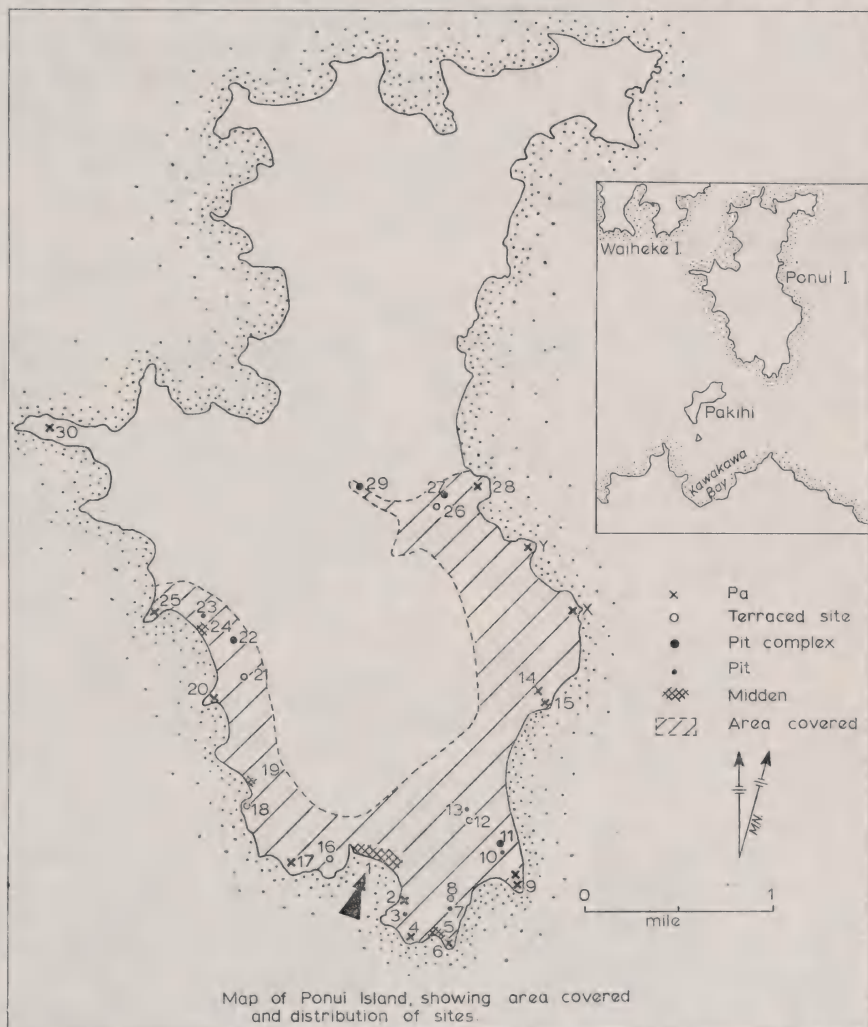 Waiheke I.
Ponui I.
Pakihi
Kawakawa
Bay
30
29
27
28
26
Y
X
25
23
24
22
21
20
14
15
19
18
13
12
11
10
16
17
1
2
3
8
7
9
4
5
6
Pa
Terraced site
Pit complex
Pit
Midden
Area covered
MN.
0 1
mile
Map of Ponui Island, showing area covered
and distribution of sites.